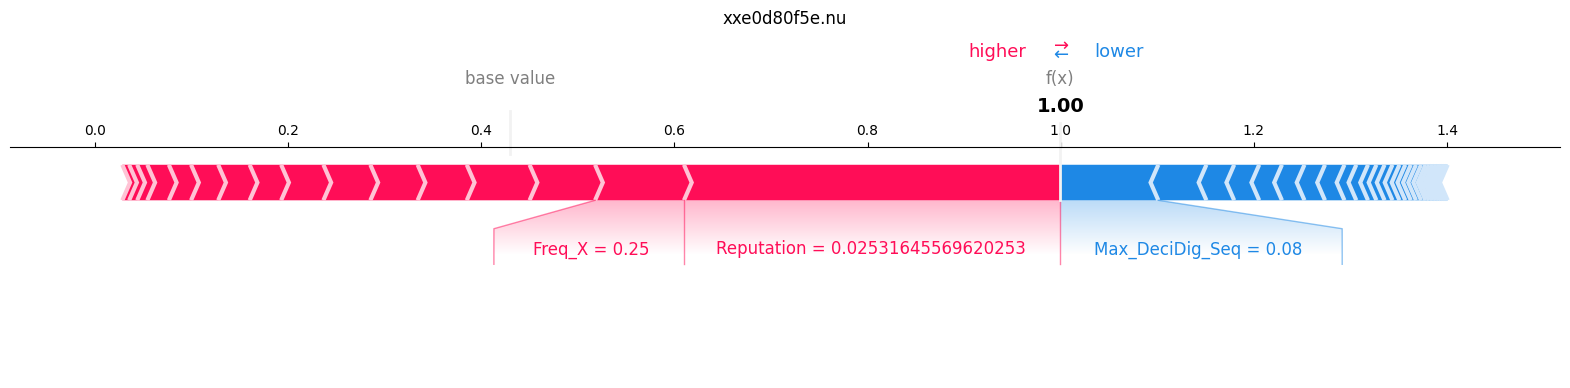 xxe0d80f5e.nu
higher ⇄ lower
base value f(x)
1.00
0.0 0.2 0.4 0.6 0.8 1.0 1.2 1.4
Freq_X = 0.25 Reputation = 0.02531645569620253 Max_DeciDig_Seq = 0.08